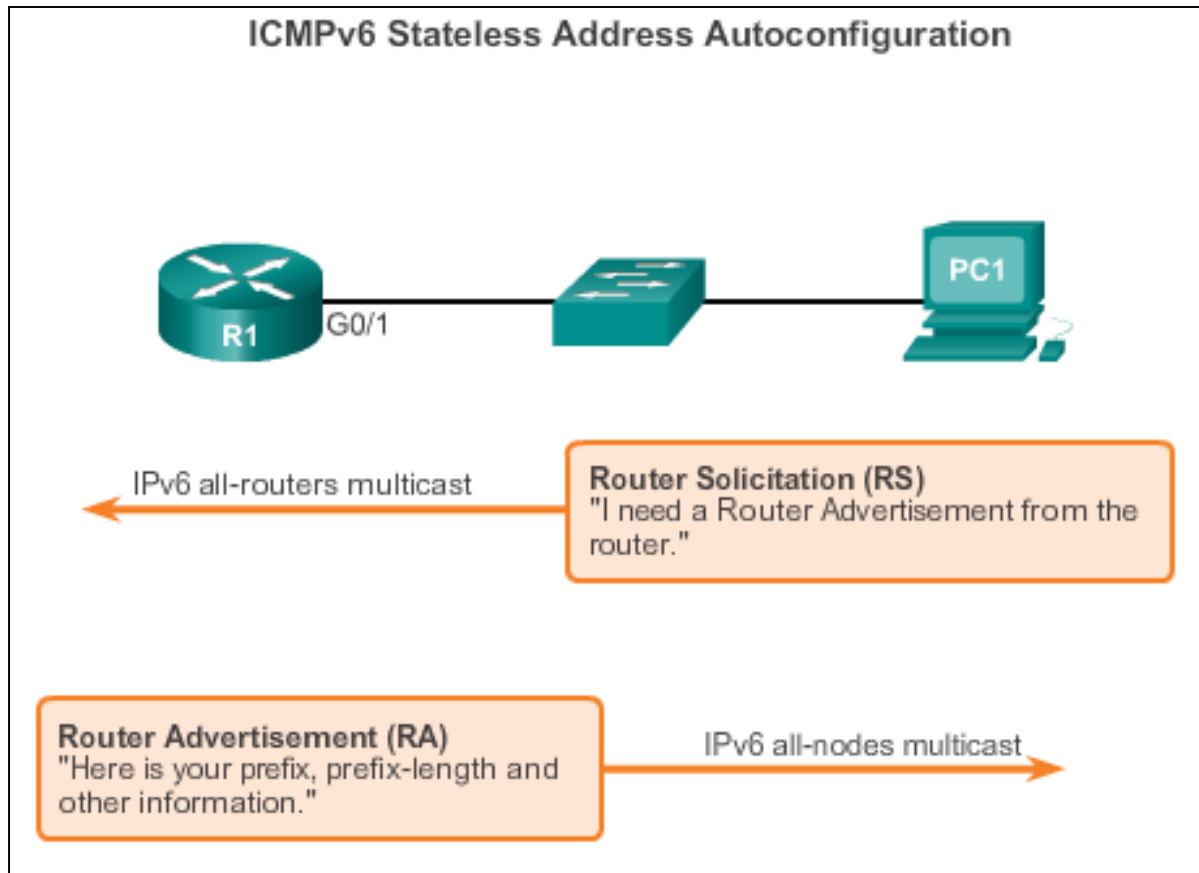 ICMPv6 Stateless Address Autoconfiguration
PC1
R1
G0/1
IPv6 all-routers multicast
Router Solicitation (RS)
"I need a Router Advertisement from the
router."
Router Advertisement (RA)
"Here is your prefix, prefix-length and
other information."
IPv6 all-nodes multicast